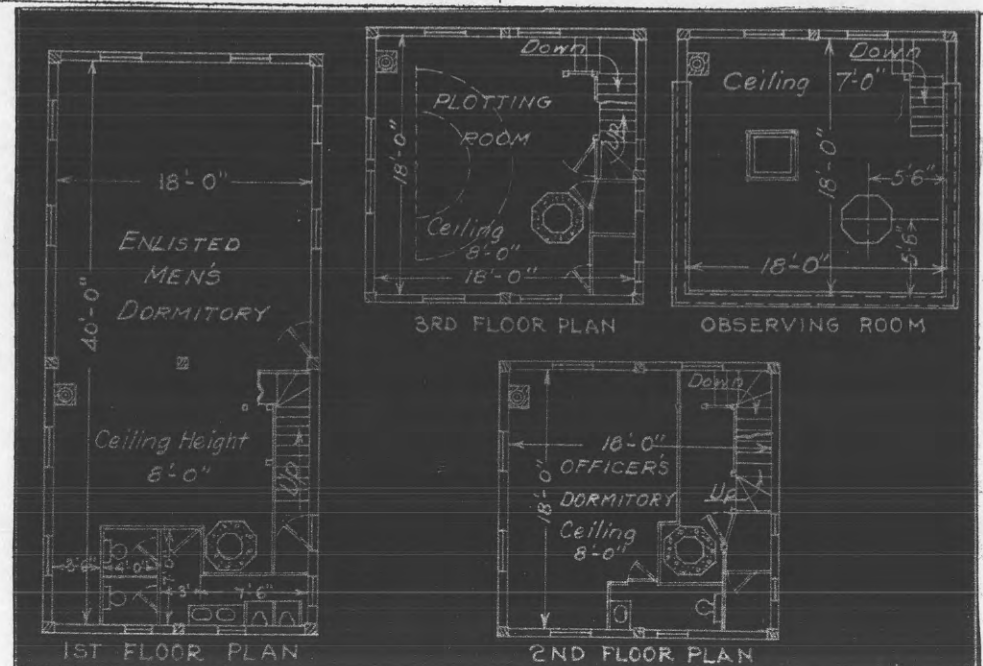 18'-0"
ENLISTED
MEN'S
DORMITORY
40'-0"
Ceiling Height
8'-0"
UP
4'-0"
7'-6"
3'
1ST FLOOR PLAN
Down
PLOTTING
ROOM
18'-0"
UP
Ceiling
8'-0"
18'-0"
3RD FLOOR PLAN
Down
Ceiling 7'-0"
18'-0"
5'6"
5'6"
18'-0"
OBSERVING ROOM
Down
18'-0"
OFFICER'S
18'-0"
DORMITORY
Up
Ceiling
8'-0"
2ND FLOOR PLAN